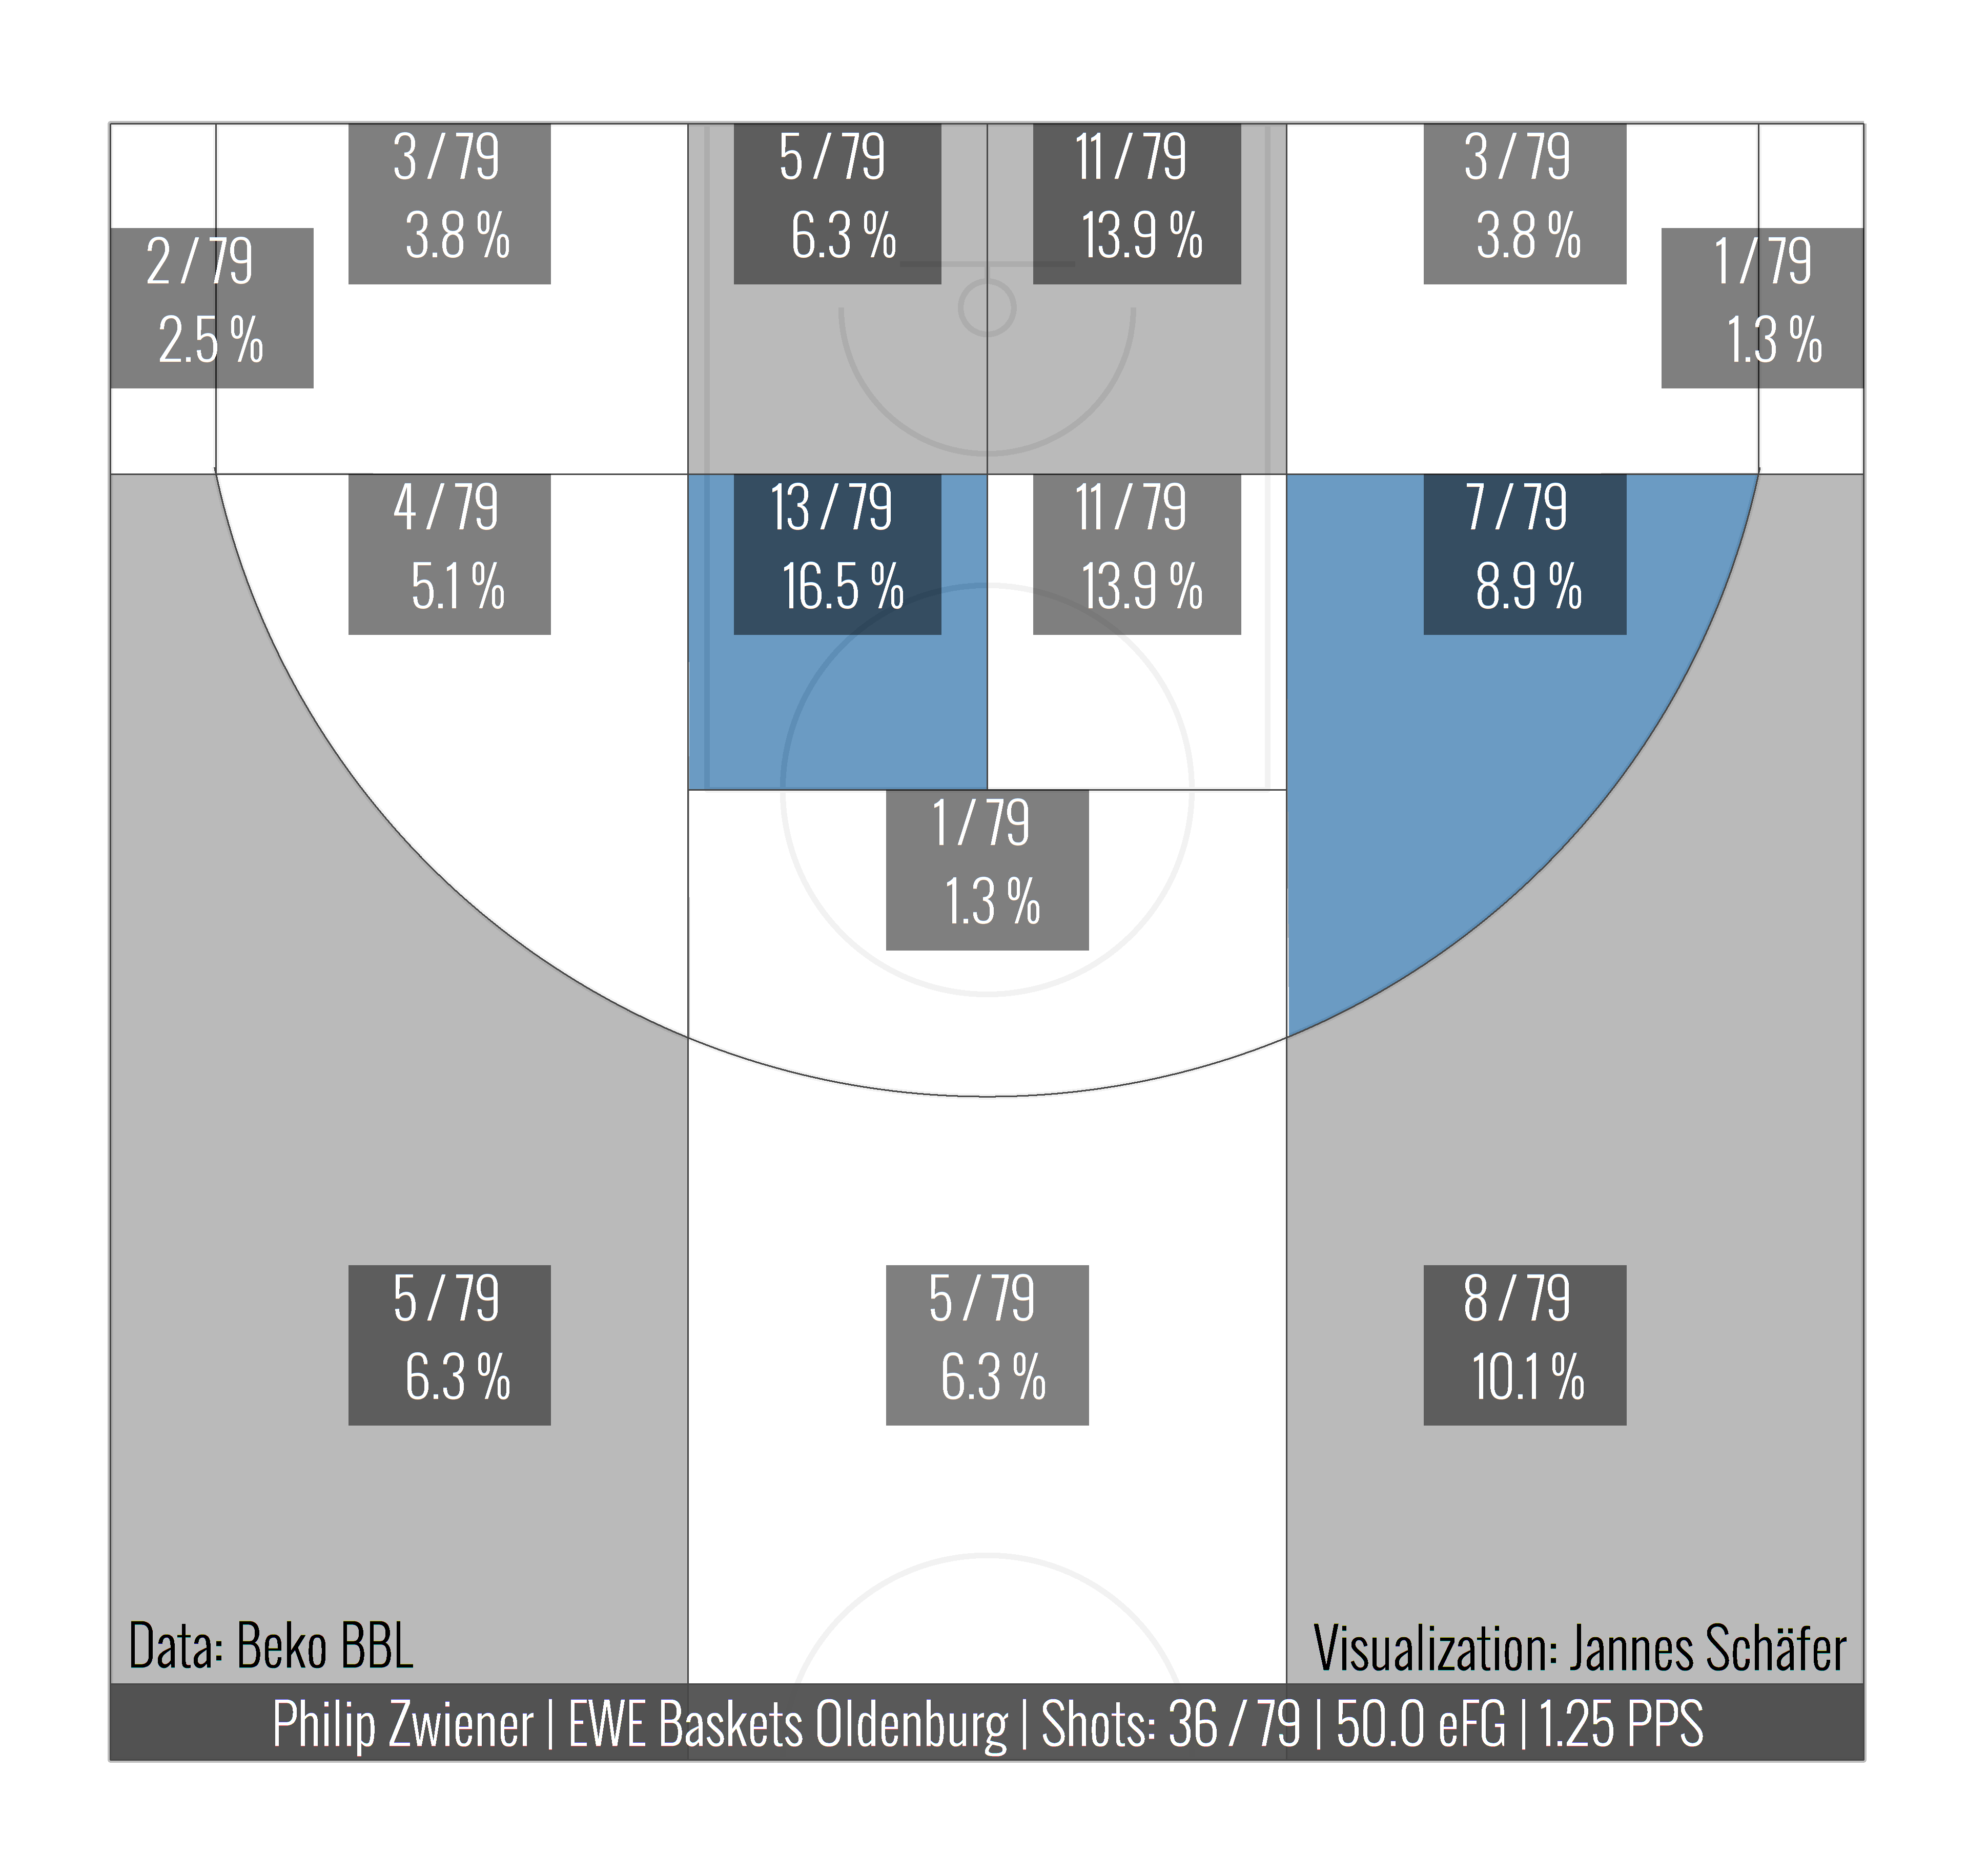 3 / 79
3.8 %
5 / 79
6.3 %
11 / 79
13.9 %
3 / 79
3.8 %
2 / 79
2.5 %
1 / 79
1.3 %
4 / 79
5.1 %
13 / 79
16.5 %
11 / 79
13.9 %
7 / 79
8.9 %
1 / 79
1.3 %
5 / 79
6.3 %
5 / 79
6.3 %
8 / 79
10.1 %
Data: Beko BBL
Visualization: Jannes Schäfer
Philip Zwiener | EWE Baskets Oldenburg | Shots: 36 / 79 | 50.0 eFG | 1.25 PPS